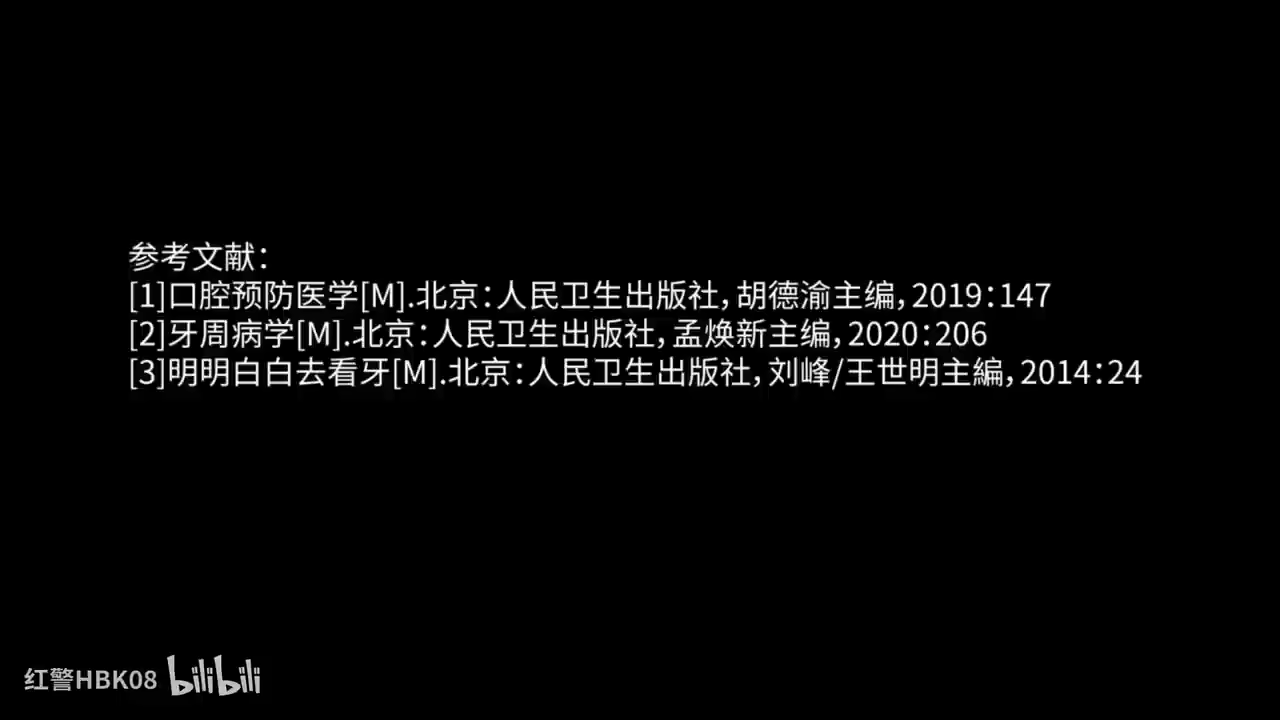 参考文献：
[1]口腔预防医学[M].北京：人民卫生出版社，胡德渝主编，2019：147
[2]牙周病学[M].北京：人民卫生出版社，孟焕新主编，2020：206
[3]明明白白去看牙[M].北京：人民卫生出版社，刘峰/王世明主編，2014：24
红警HBK08 bilibili